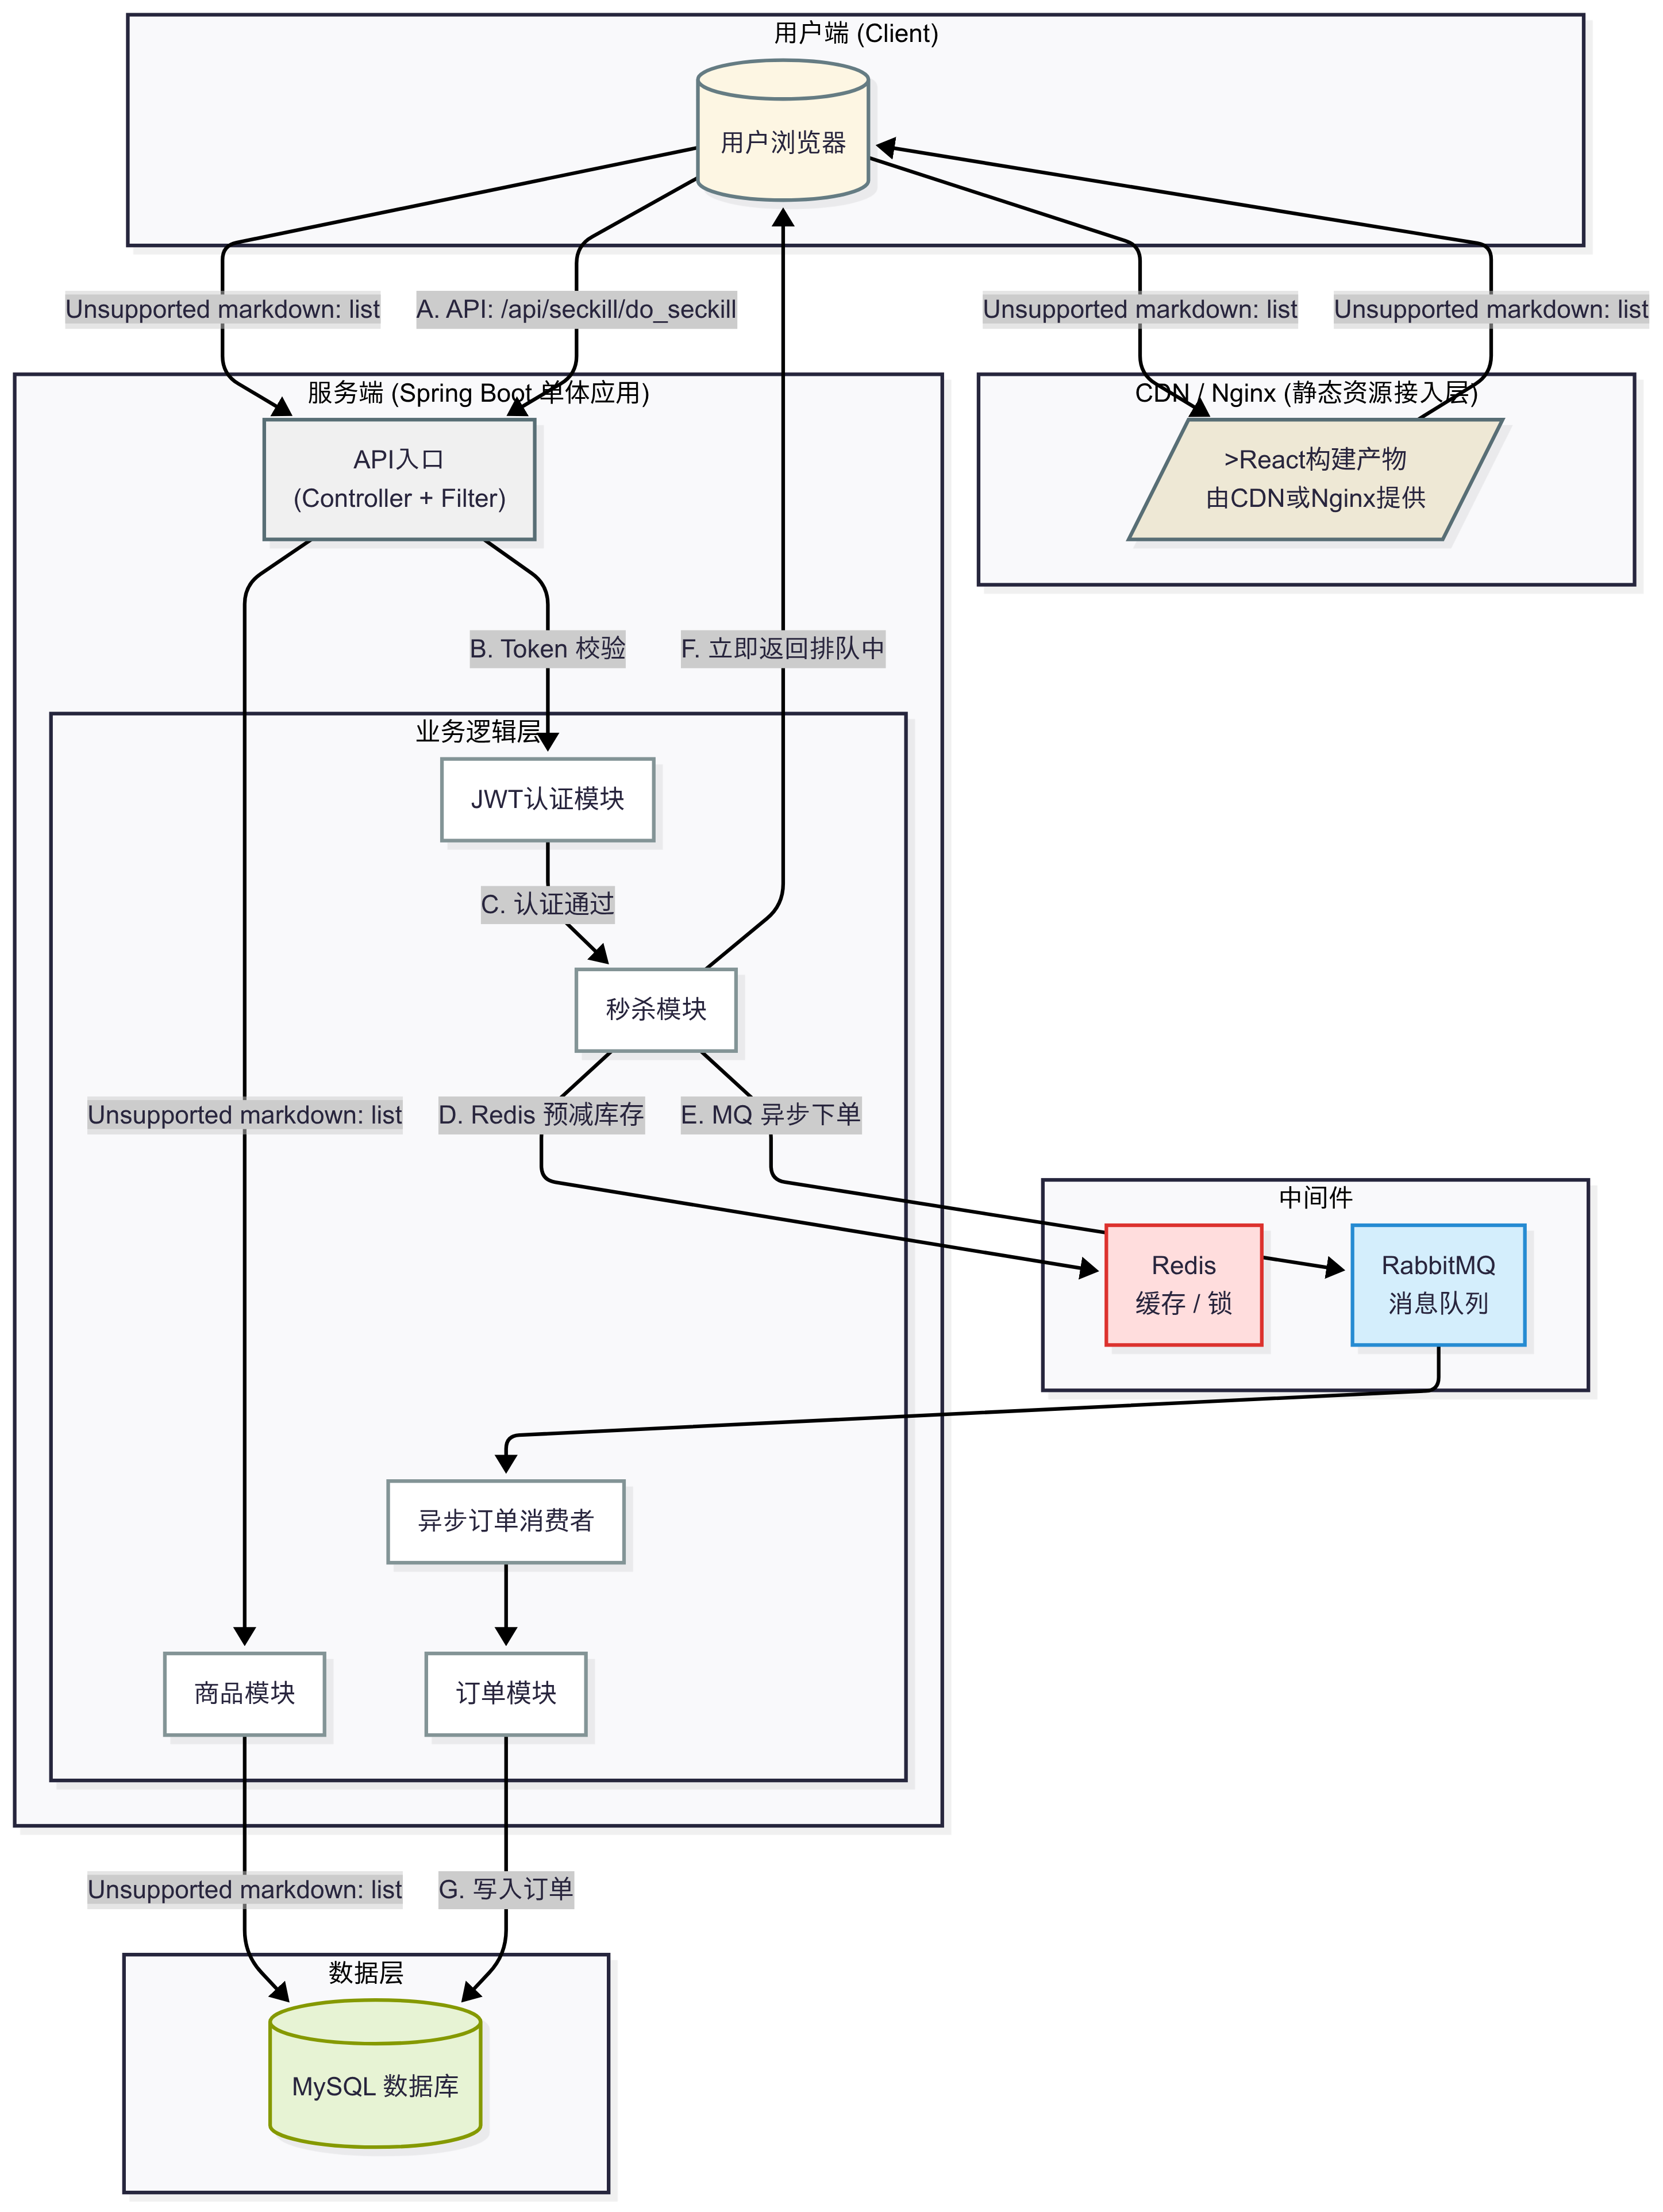 用户端 (Client)
用户浏览器
Unsupported markdown: list
A. API: /api/seckill/do_seckill
Unsupported markdown: list
Unsupported markdown: list
服务端 (Spring Boot 单体应用)
CDN / Nginx (静态资源接入层)
API入口
(Controller + Filter)
>React构建产物
由CDN或Nginx提供
B. Token 校验
F. 立即返回排队中
业务逻辑层
JWT认证模块
C. 认证通过
秒杀模块
Unsupported markdown: list
D. Redis 预减库存
E. MQ 异步下单
中间件
Redis
缓存 / 锁
RabbitMQ
消息队列
异步订单消费者
商品模块
订单模块
Unsupported markdown: list
G. 写入订单
数据层
MySQL 数据库